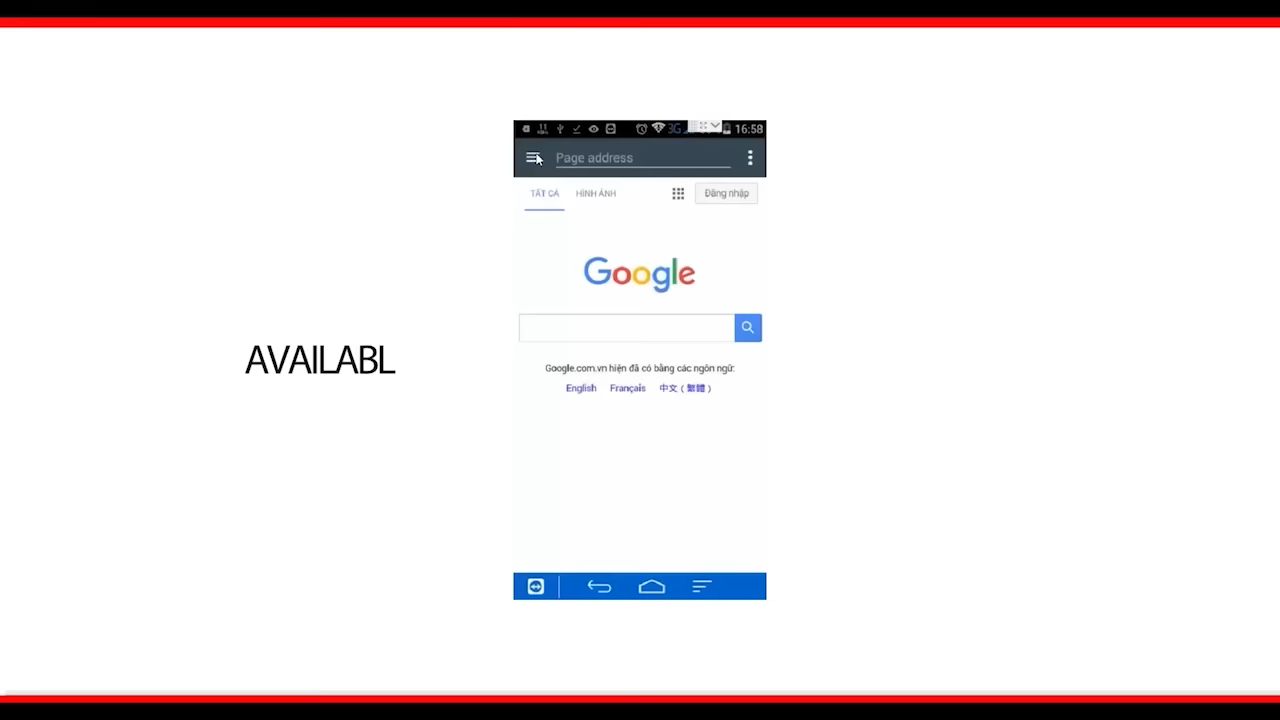 3G 16:58
Page address
TẤT CẢ HÌNH ẢNH Đăng nhập
Google
AVAILABL
Google.com.vn hiện đã có bằng các ngôn ngữ:
English Français 中文（繁體）